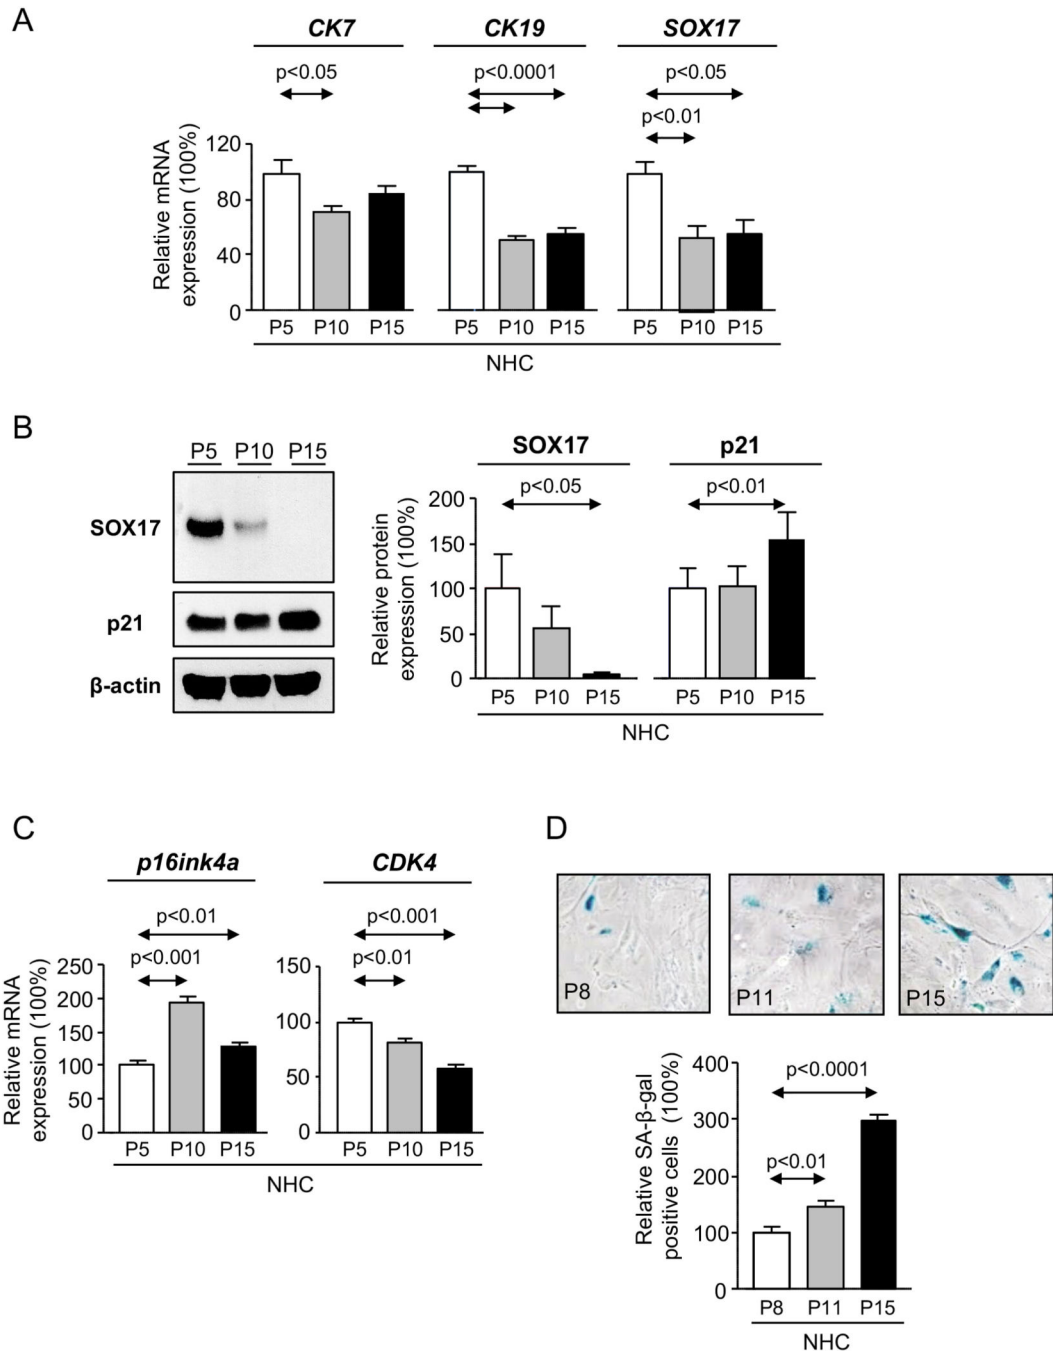 A
CK7 CK19 SOX17
p<0.05 p<0.0001 p<0.05
p<0.01
Relative mRNA
expression (100%)
120
80
40
0
P5 P10 P15 P5 P10 P15 P5 P10 P15
NHC
B
P5 P10 P15
SOX17
p21
β-actin
SOX17 p21
p<0.05 p<0.01
Relative protein
expression (100%)
200
150
100
50
0
P5 P10 P15 P5 P10 P15
NHC
C
p16ink4a CDK4
p<0.01 p<0.001
p<0.001 p<0.01
Relative mRNA
expression (100%)
250
200
150
100
50
0
150
100
50
0
P5 P10 P15 P5 P10 P15
NHC
D
P8 P11 P15
Relative SA-β-gal
positive cells (100%)
400
300
200
100
0
p<0.0001
p<0.01
P8 P11 P15
NHC